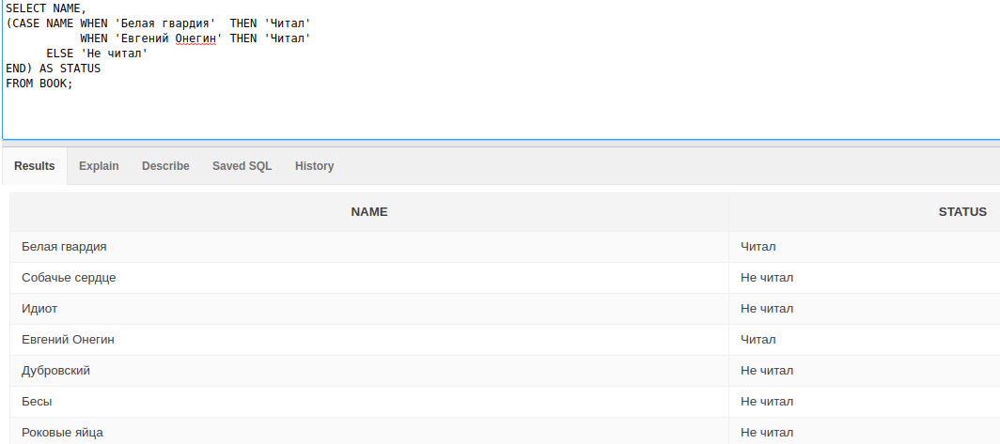 SELECT NAME,
(CASE NAME WHEN 'Белая гвардия'  THEN 'Читал'
           WHEN 'Евгений Онегин' THEN 'Читал'
      ELSE 'Не читал'
END) AS STATUS
FROM BOOK;
Results Explain Describe Saved SQL History
NAME STATUS
Белая гвардия Читал
Собачье сердце Не читал
Идиот Не читал
Евгений Онегин Читал
Дубровский Не читал
Бесы Не читал
Роковые яйца Не читал